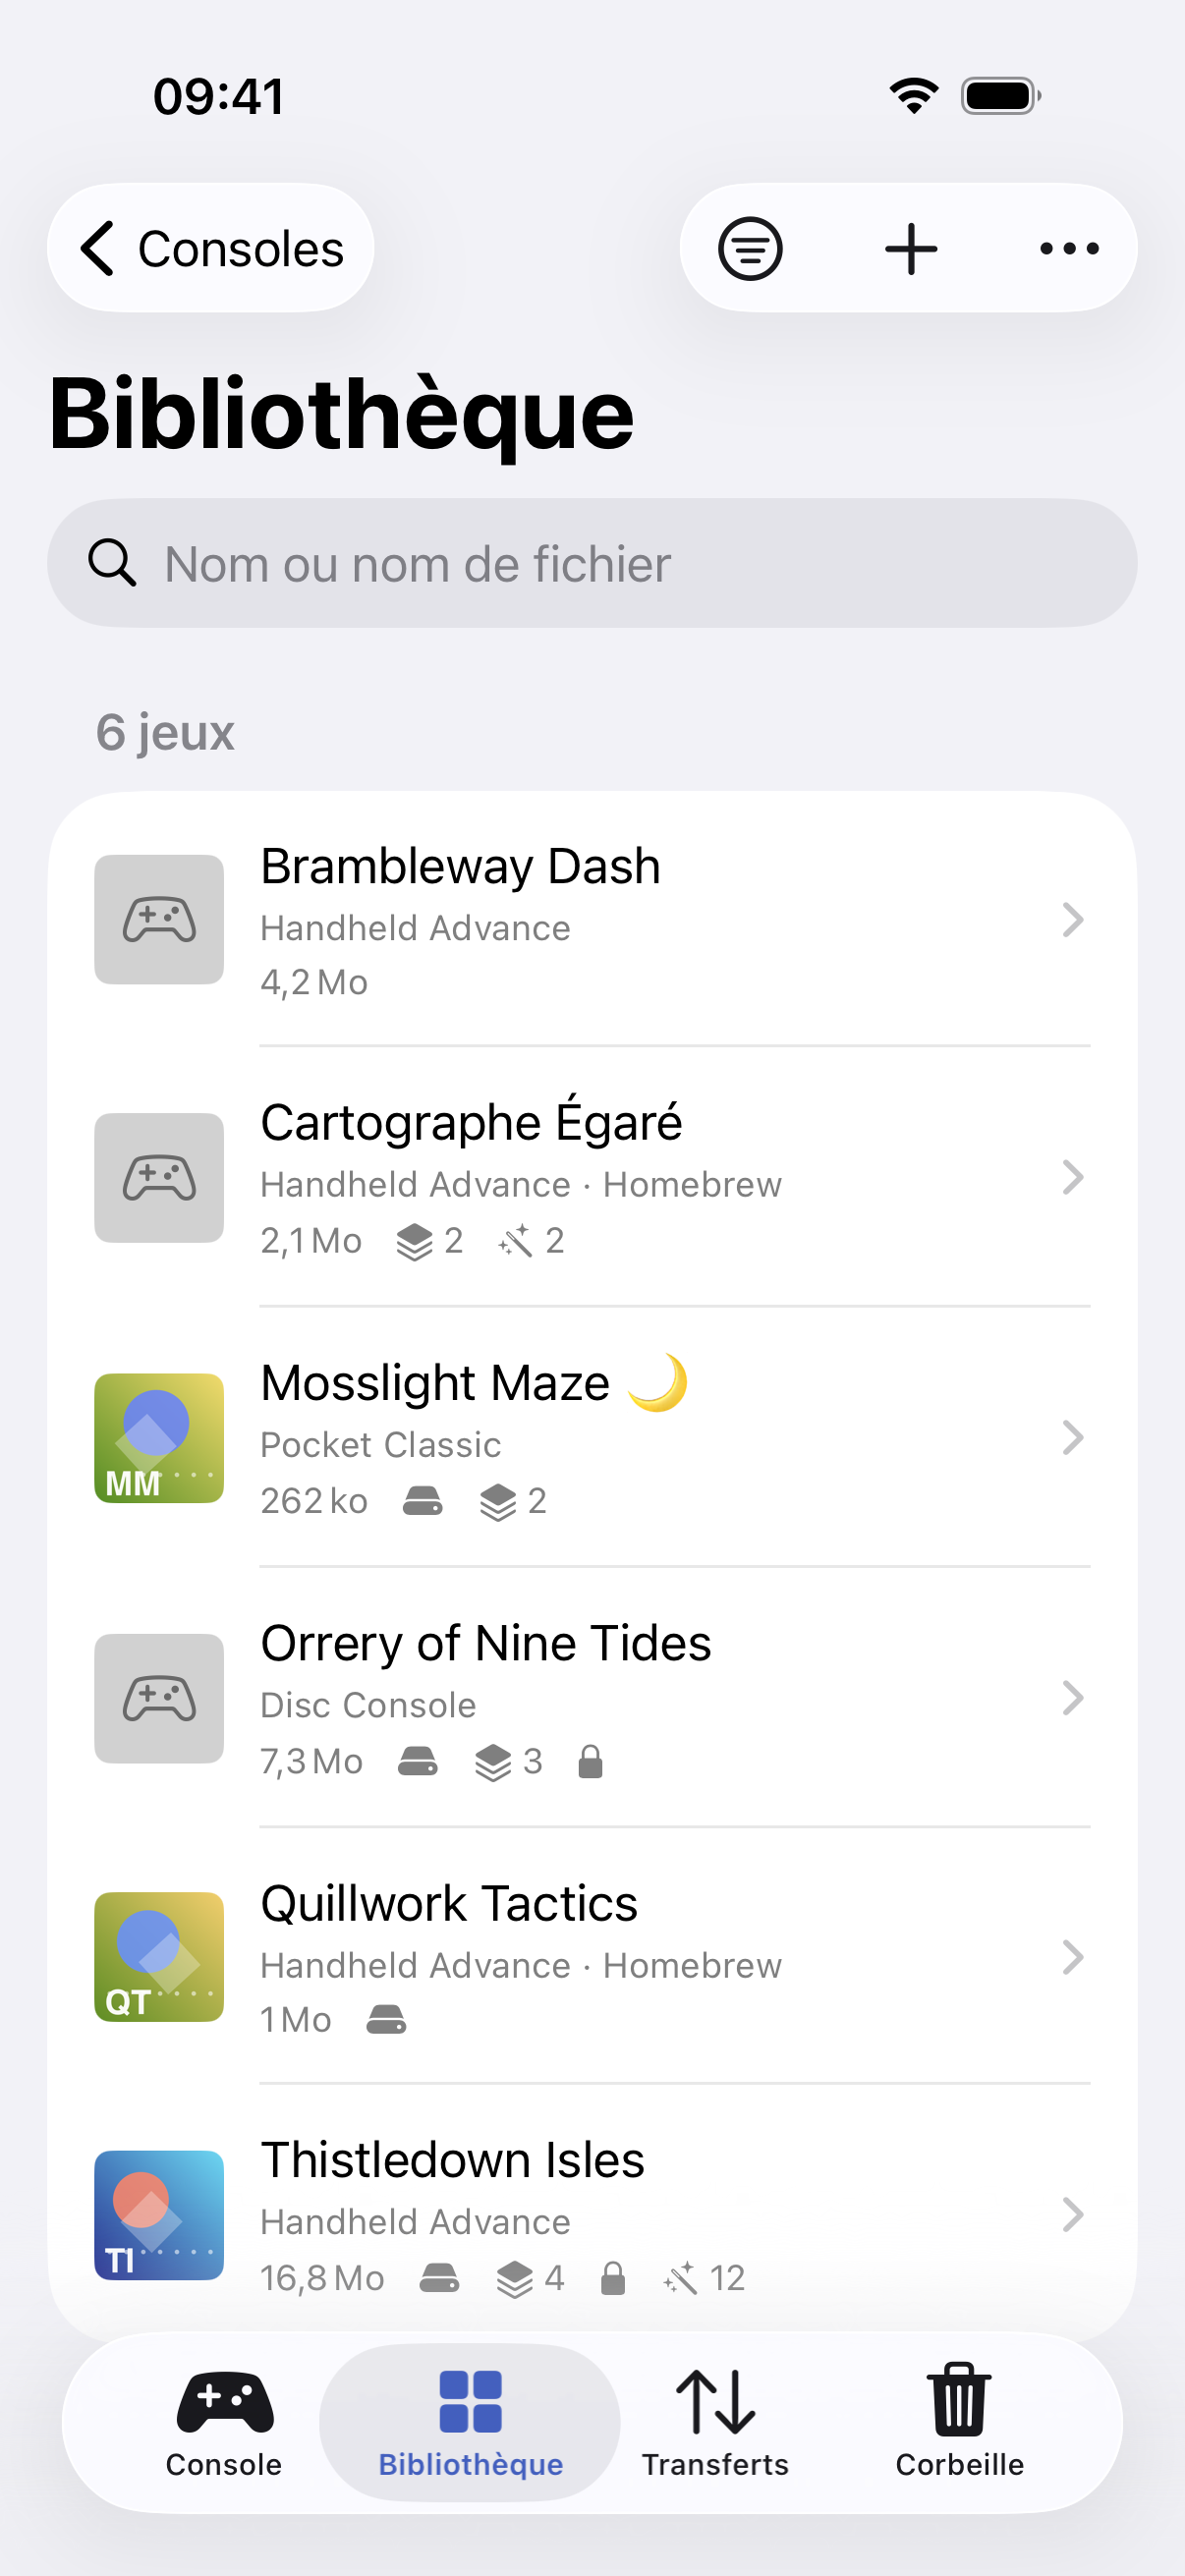 09:41
Consoles
Bibliothèque
Nom ou nom de fichier
6 jeux
Brambleway Dash
Handheld Advance
4,2 Mo
Cartographe Égaré
Handheld Advance · Homebrew
2,1 Mo 2 2
Mosslight Maze 🌙
Pocket Classic
262 ko 2
MM
Orrery of Nine Tides
Disc Console
7,3 Mo 3
Quillwork Tactics
Handheld Advance · Homebrew
1 Mo
QT
Thistledown Isles
Handheld Advance
16,8 Mo 4 12
TI
Console
Bibliothèque
Transferts
Corbeille